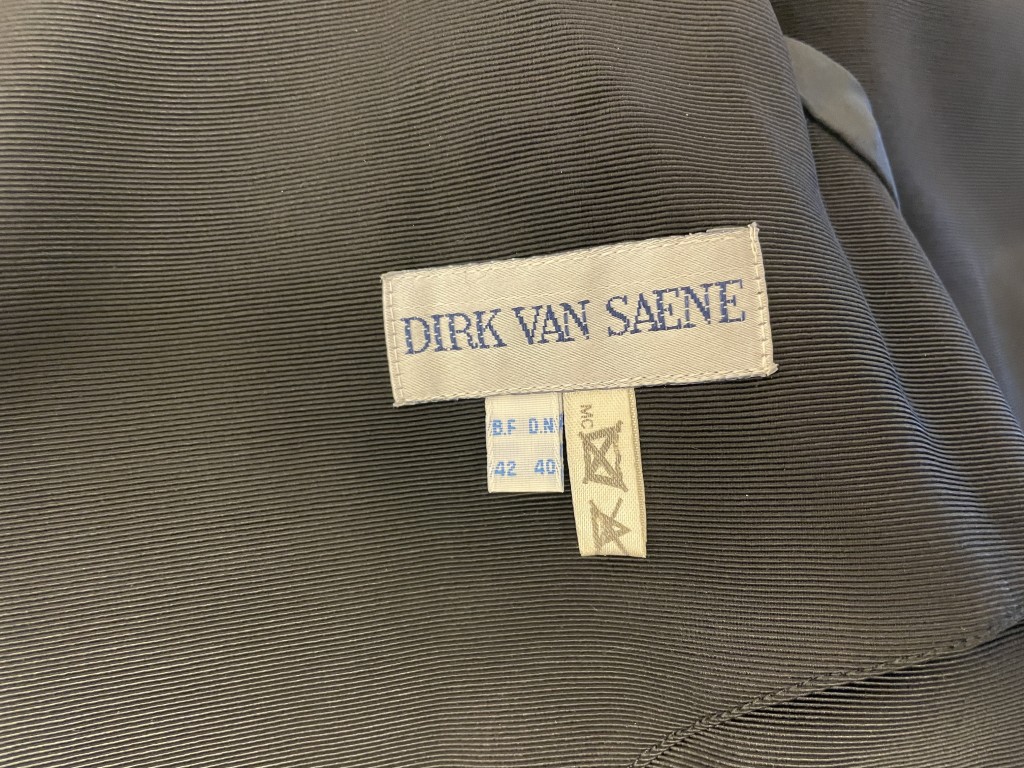 DIRK VAN SAENE
B.F D.N
42 40
MC